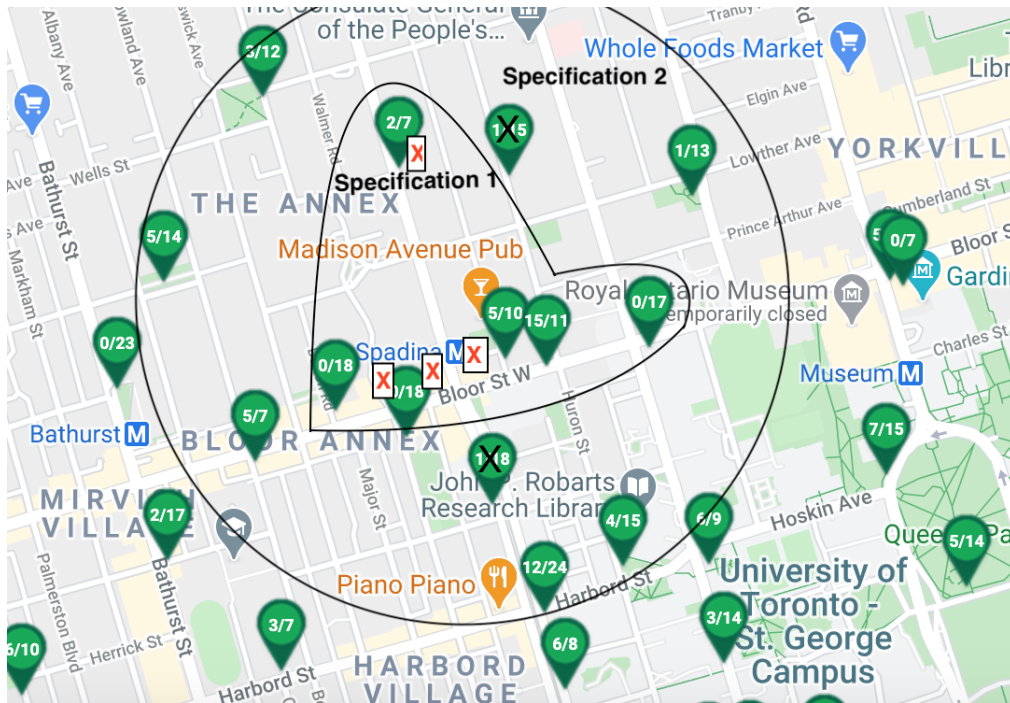 The Consulate General
of the People's...
Tranby Ave
Whole Foods Market
Specification 2
Albany Ave
3/12
Elgin Ave
Walmer Rd
2/7
X
X
1/13
Lowther Ave
YORKVILL
Bathurst St
Wells St
Specification 1
THE ANNEX
Cumberland St
Prince Arthur Ave
5/14
Madison Avenue Pub
0/7
Bloor S
Markham St
Royal Ontario Museum
Temporarily closed
Gardi
0/17
5/10
15/11
0/23
0/18
Spadina M
X
X
X
0/18
Bloor St W
Charles St
Museum M
5/7
Huron St
Bathurst M
BLOOR ANNEX
7/15
X
John P. Robarts
Research Library
Major St
MIRVISH
VILLAGE
2/17
4/15
6/9
Hoskin Ave
Queen's Pa
5/14
Palmerston Blvd
Bathurst St
12/24
Piano Piano
Harbord St
University of
Toronto -
St. George
Campus
3/7
3/14
6/10
Herrick St
6/8
HARBORD
VILLAGE
Harbord St